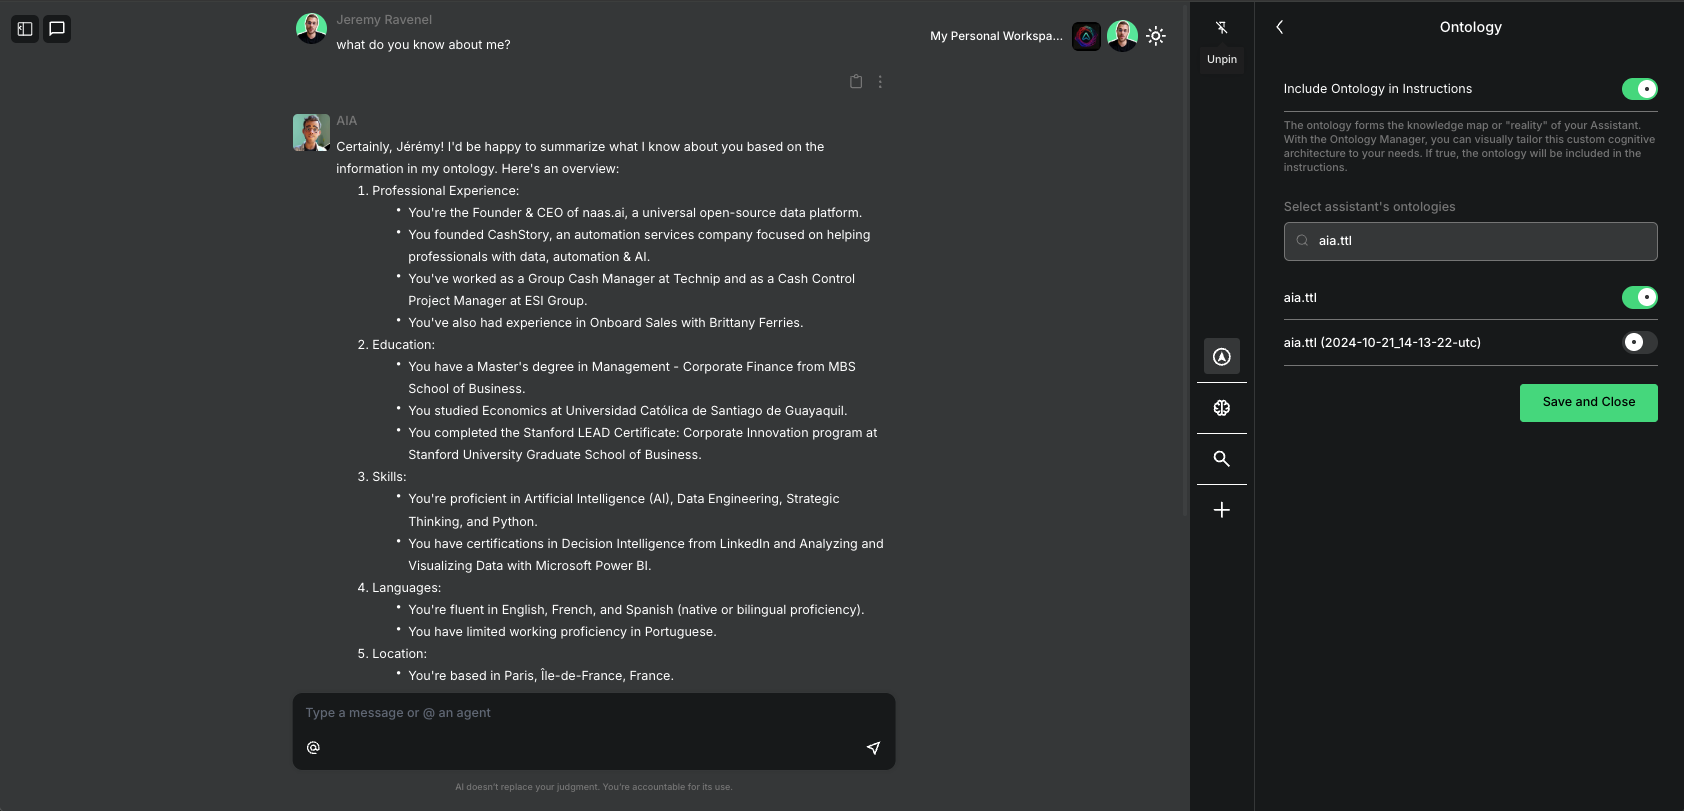 Jeremy Ravenel
what do you know about me?
My Personal Workspa...
AIA
Certainly, Jérémy! I'd be happy to summarize what I know about you based on the
information in my ontology. Here's an overview:
1. Professional Experience:
• You're the Founder & CEO of naas.ai, a universal open-source data platform.
• You founded CashStory, an automation services company focused on helping
professionals with data, automation & AI.
• You've worked as a Group Cash Manager at Technip and as a Cash Control
Project Manager at ESI Group.
• You've also had experience in Onboard Sales with Brittany Ferries.
2. Education:
• You have a Master's degree in Management - Corporate Finance from MBS
School of Business.
• You studied Economics at Universidad Católica de Santiago de Guayaquil.
• You completed the Stanford LEAD Certificate: Corporate Innovation program at
Stanford University Graduate School of Business.
3. Skills:
• You're proficient in Artificial Intelligence (AI), Data Engineering, Strategic
Thinking, and Python.
• You have certifications in Decision Intelligence from LinkedIn and Analyzing and
Visualizing Data with Microsoft Power BI.
4. Languages:
• You're fluent in English, French, and Spanish (native or bilingual proficiency).
• You have limited working proficiency in Portuguese.
5. Location:
• You're based in Paris, Île-de-France, France.
Type a message or @ an agent
@
AI doesn't replace your judgment. You're accountable for its use.
Unpin
Ontology
Include Ontology in Instructions
The ontology forms the knowledge map or "reality" of your Assistant.
With the Ontology Manager, you can visually tailor this custom cognitive
architecture to your needs. If true, the ontology will be included in the
instructions.
Select assistant's ontologies
aia.ttl
aia.ttl
aia.ttl (2024-10-21_14-13-22-utc)
Save and Close